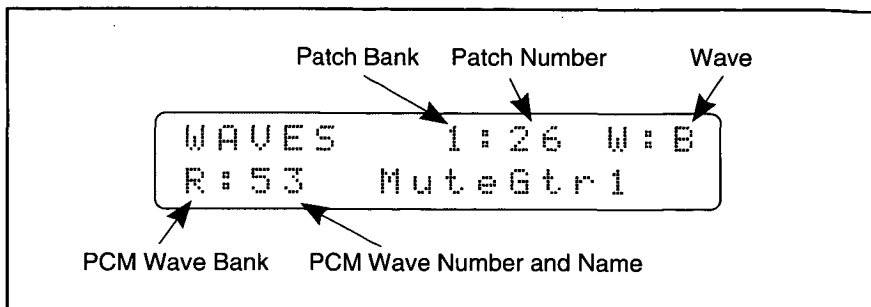 Patch Bank Patch Number Wave
WAVES 1:26 W:B
R:53 MuteGtr1
PCM Wave Bank PCM Wave Number and Name